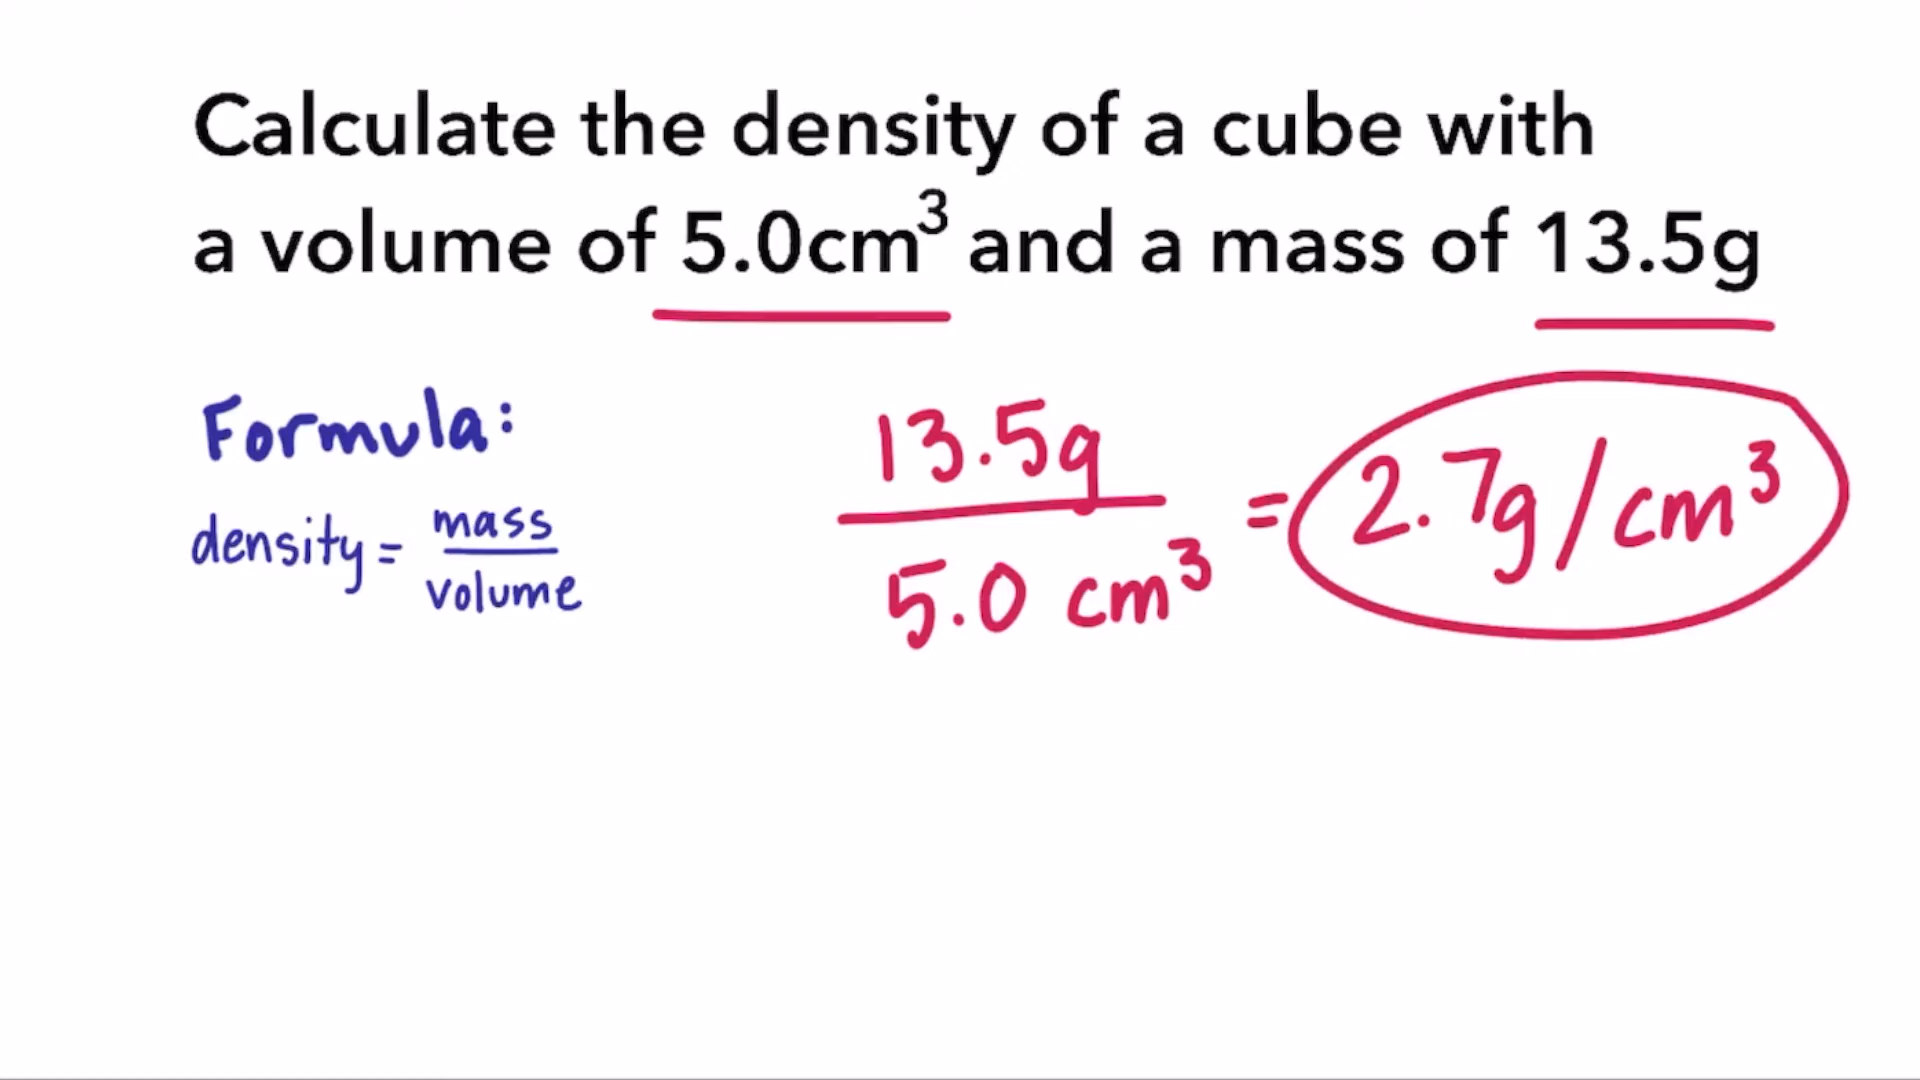 Calculate the density of a cube with
a volume of 5.0cm³ and a mass of 13.5g
Formula:
density = mass
volume
13.5g
5.0 cm³
= 2.7g/cm³